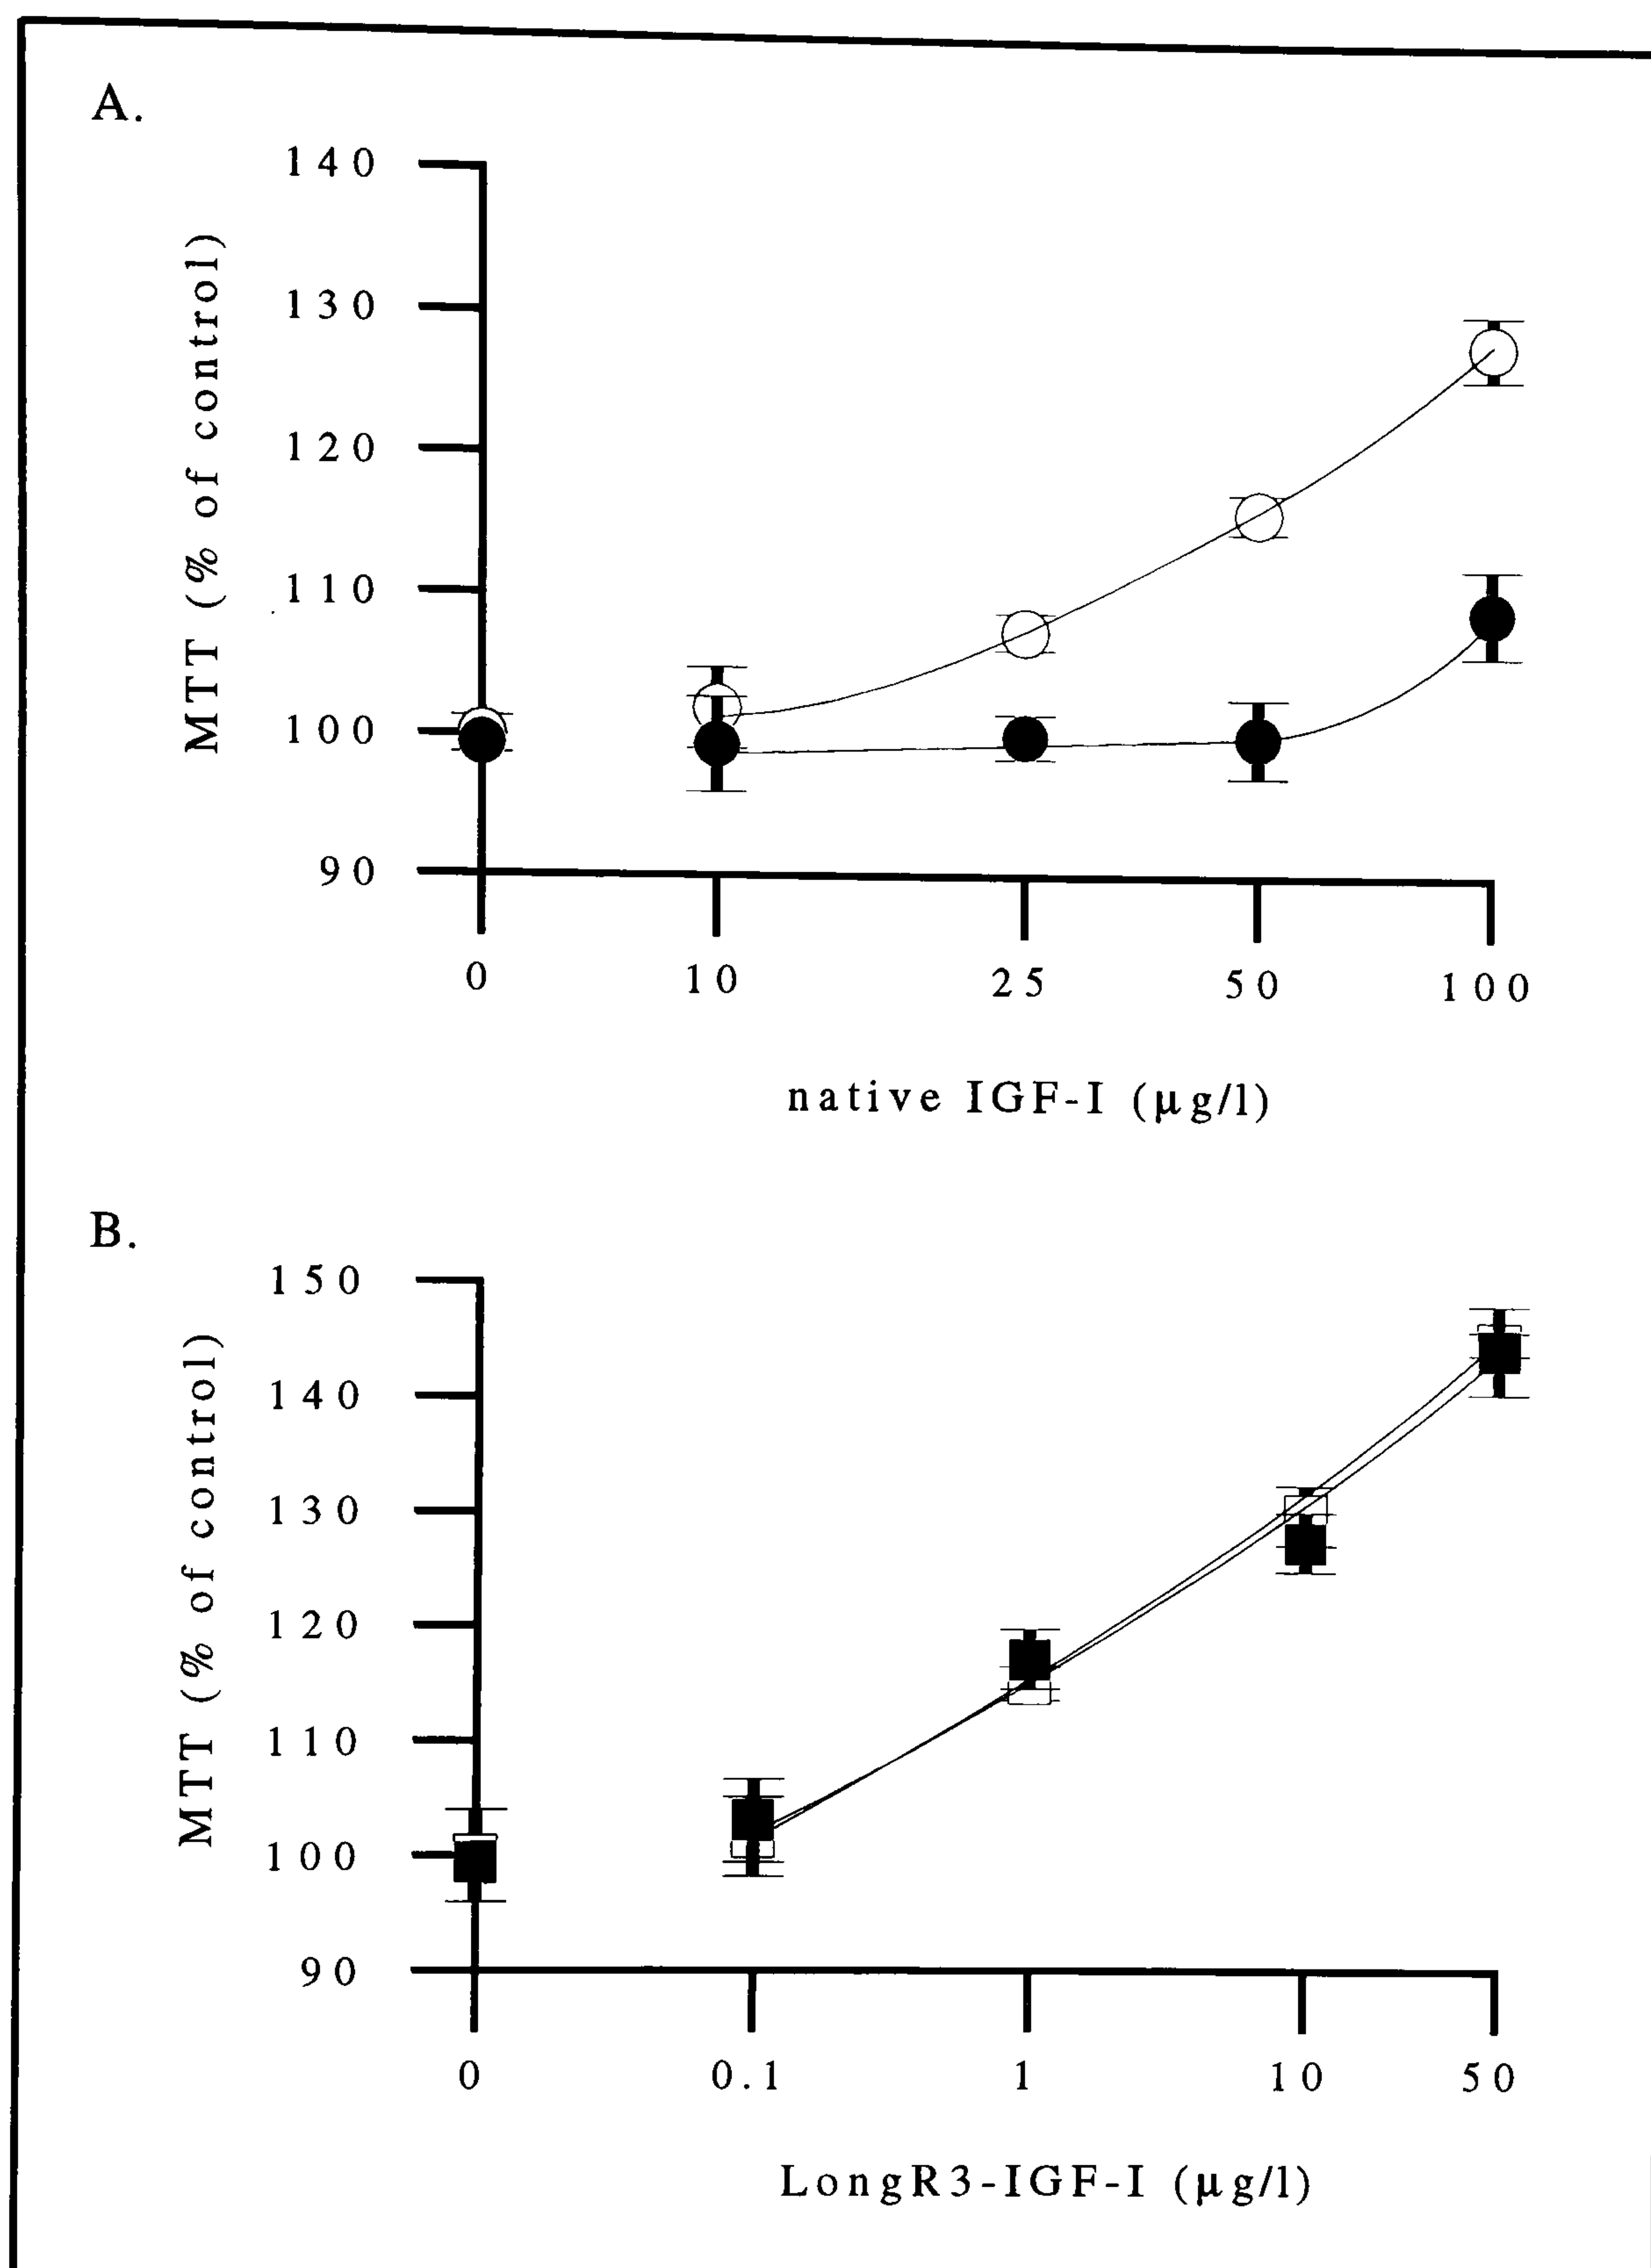 A.
140
130
120
110
100
90
MTT (% of control)
0 10 25 50 100
native IGF-I (µg/l)
B.
150
140
130
120
110
100
90
MTT (% of control)
0 0.1 1 10 50
LongR3-IGF-I (µg/l)